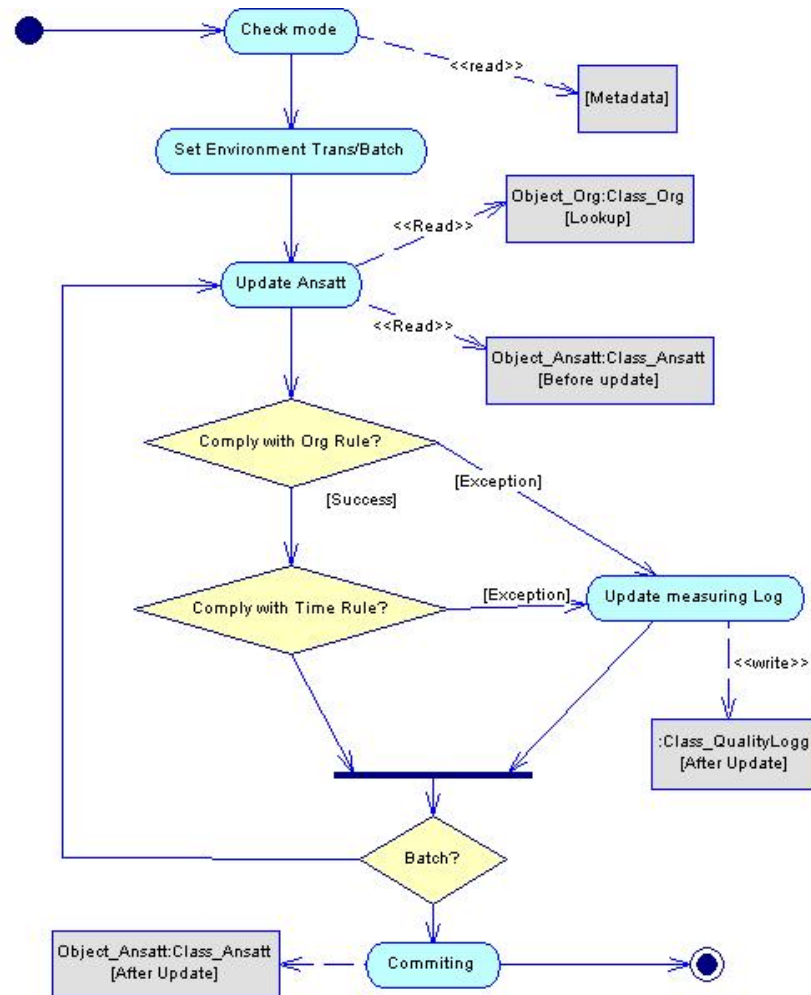 Check mode
<<read>>
[Metadata]
Set Environment Trans/Batch
Object_Org:Class_Org
[Lookup]
<<Read>>
Update Ansatt
<<Read>>
Object_Ansatt:Class_Ansatt
[Before update]
Comply with Org Rule?
[Exception]
[Success]
Comply with Time Rule?
[Exception]
Update measuring Log
<<write>>
:Class_QualityLogg
[After Update]
Batch?
Object_Ansatt:Class_Ansatt
[After Update]
Commiting